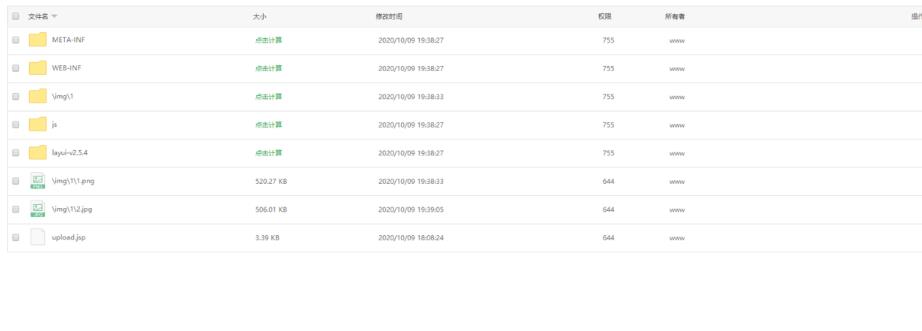 文件名 大小 修改时间 权限 所有者
META-INF 点击计算 2020/10/09 19:38:27 755 www
WEB-INF 点击计算 2020/10/09 19:38:27 755 www
\img\1 点击计算 2020/10/09 19:38:33 755 www
js 点击计算 2020/10/09 19:38:27 755 www
layui-v2.5.4 点击计算 2020/10/09 19:38:27 755 www
\img\1\1.png 520.27 KB 2020/10/09 19:38:33 644 www
\img\1\2.jpg 506.01 KB 2020/10/09 19:39:05 644 www
upload.jsp 3.39 KB 2020/10/09 18:08:24 644 www